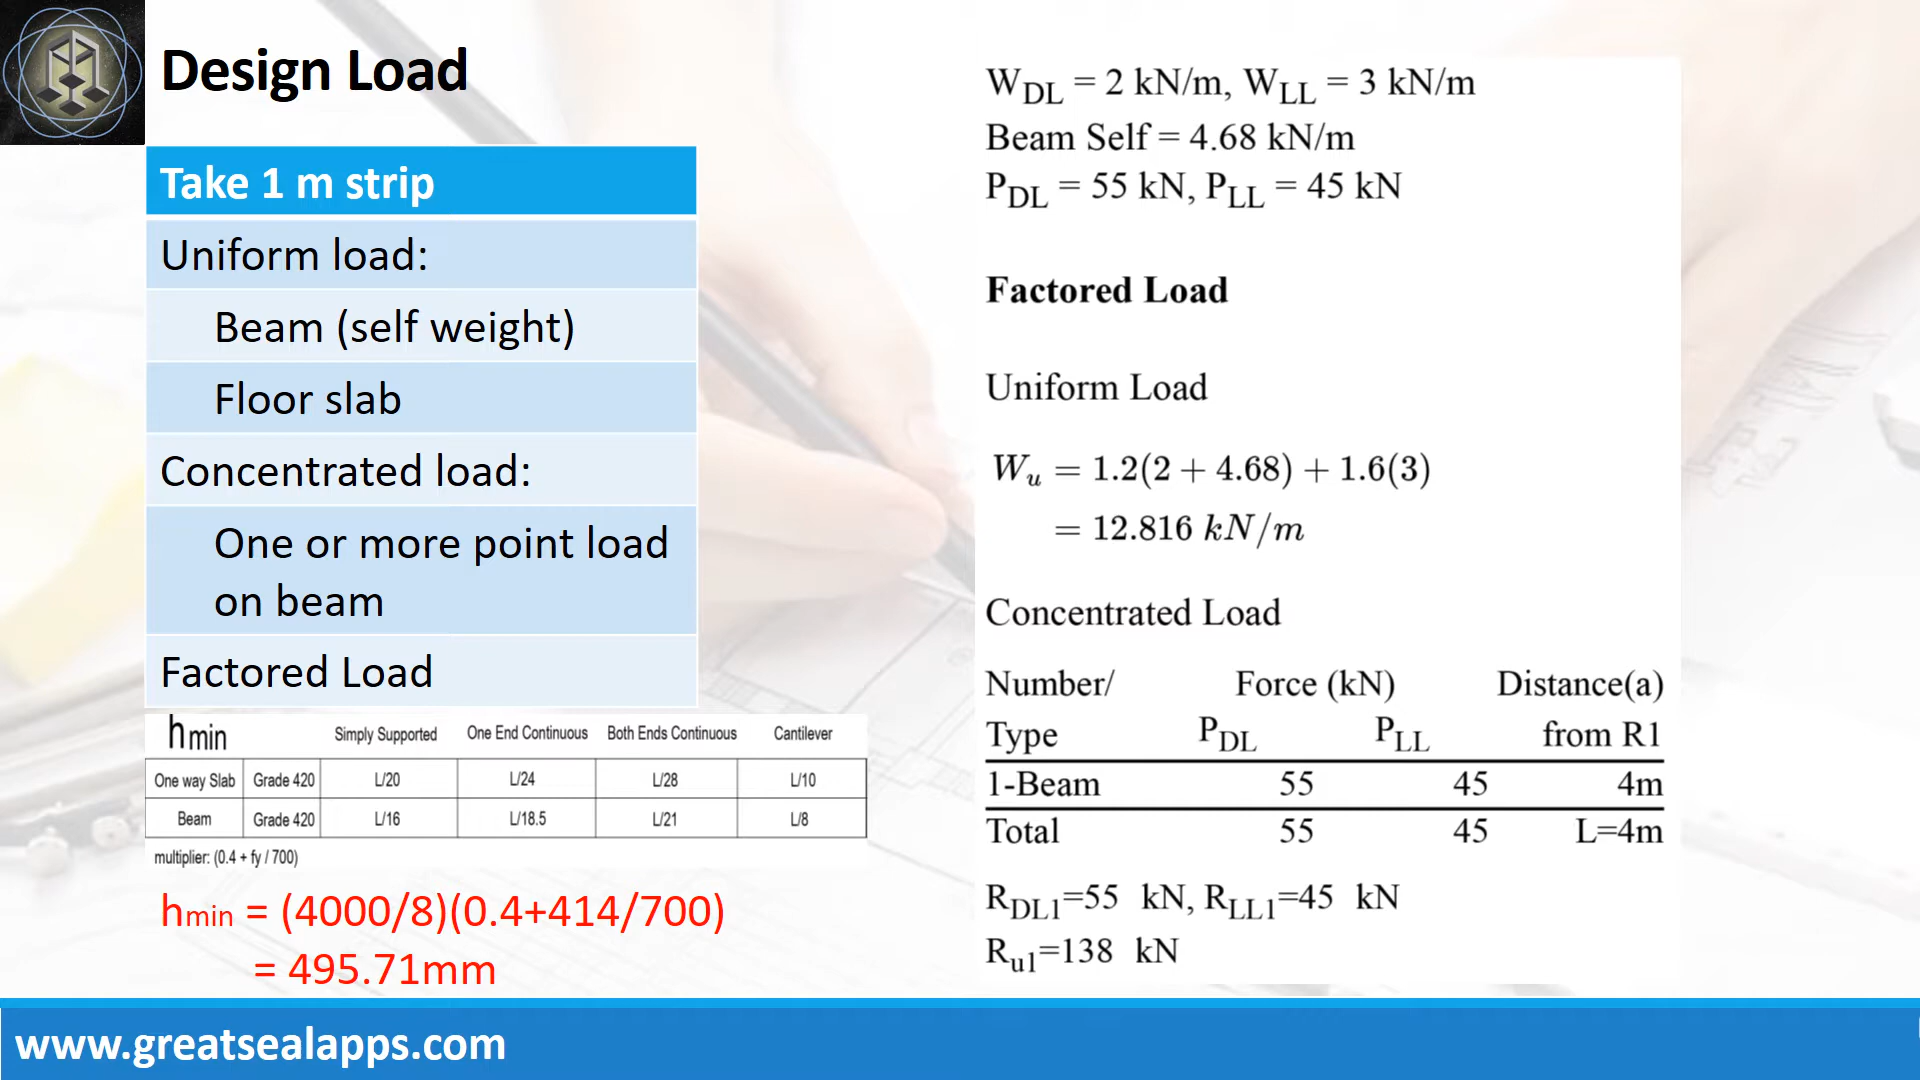 Design Load
Take 1 m strip
Uniform load:
Beam (self weight)
Floor slab
Concentrated load:
One or more point load
on beam
Factored Load
hmin Simply Supported One End Continuous Both Ends Continuous Cantilever
One way Slab Grade 420 L/20 L/24 L/28 L/10
Beam Grade 420 L/16 L/18.5 L/21 L/8
multiplier: (0.4 + fy / 700)
hmin = (4000/8)(0.4+414/700)
= 495.71mm
WDL = 2 kN/m, WLL = 3 kN/m
Beam Self = 4.68 kN/m
PDL = 55 kN, PLL = 45 kN
Factored Load
Uniform Load
Wu = 1.2(2 + 4.68) + 1.6(3)
= 12.816 kN/m
Concentrated Load
Number/ Force (kN) Distance(a)
Type PDL PLL from R1
1-Beam 55 45 4m
Total 55 45 L=4m
RDL1=55 kN, RLL1=45 kN
Ru1=138 kN
www.greatsealapps.com